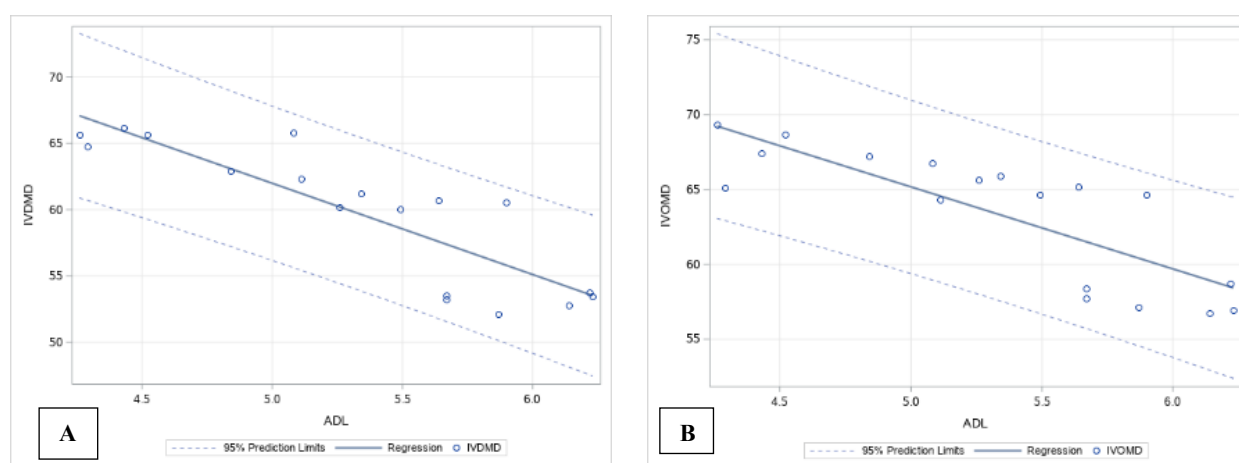 70
65
60
55
50
IVDMD
4.5 5.0 5.5 6.0
ADL
A
95% Prediction Limits Regression IVDMD
75
70
65
60
55
IVOMD
4.5 5.0 5.5 6.0
ADL
B
95% Prediction Limits Regression IVOMD